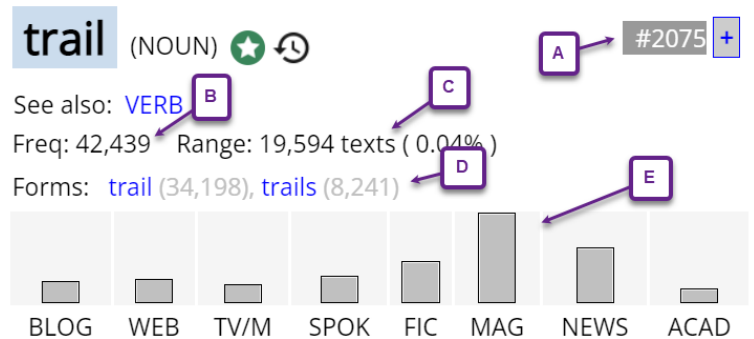 trail (NOUN) A #2075 +
See also: VERB B C
Freq: 42,439 Range: 19,594 texts ( 0.04% )
Forms: trail (34,198), trails (8,241) D E
BLOG WEB TV/M SPOK FIC MAG NEWS ACAD